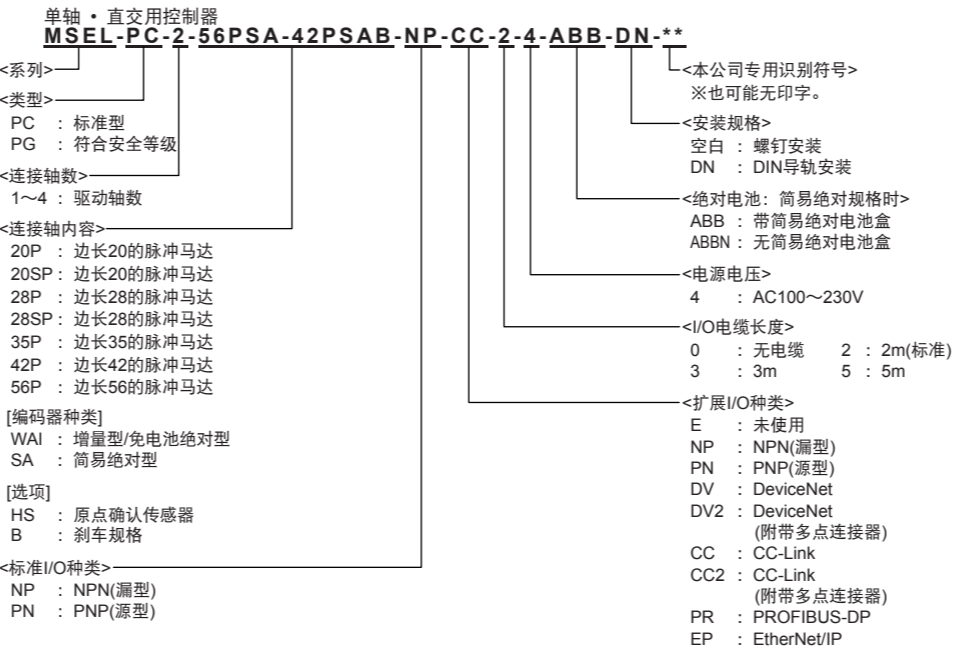 单轴 • 直交用控制器
MSEL-PC-2-56PSA-42PSAB-NP-CC-2-4-ABB-DN-**
<系列>
<类型>
PC : 标准型
PG : 符合安全等级
<连接轴数>
1～4 : 驱动轴数
<连接轴内容>
20P : 边长20的脉冲马达
20SP : 边长20的脉冲马达
28P : 边长28的脉冲马达
28SP : 边长28的脉冲马达
35P : 边长35的脉冲马达
42P : 边长42的脉冲马达
56P : 边长56的脉冲马达
[编码器种类]
WAI : 增量型/免电池绝对型
SA : 简易绝对型
[选项]
HS : 原点确认传感器
B : 刹车规格
<标准I/O种类>
NP : NPN(漏型)
PN : PNP(源型)
<本公司专用识别符号>
※也可能无印字。
<安装规格>
空白 : 螺钉安装
DN : DIN导轨安装
<绝对电池: 简易绝对规格时>
ABB : 带简易绝对电池盒
ABBN : 无简易绝对电池盒
<电源电压>
4 : AC100～230V
<I/O电缆长度>
0 : 无电缆 2 : 2m(标准)
3 : 3m 5 : 5m
<扩展I/O种类>
E : 未使用
NP : NPN(漏型)
PN : PNP(源型)
DV : DeviceNet
DV2 : DeviceNet
(附带多点连接器)
CC : CC-Link
CC2 : CC-Link
(附带多点连接器)
PR : PROFIBUS-DP
EP : EtherNet/IP